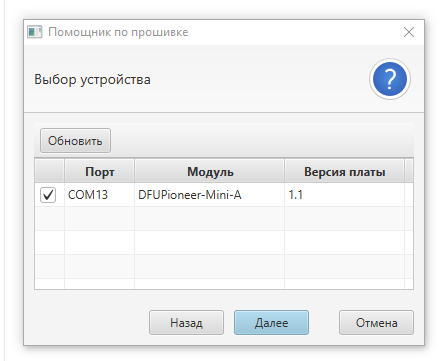 Помощник по прошивке
Выбор устройства
?
Обновить
Порт Модуль Версия платы
COM13 DFUPioneer-Mini-A 1.1
Назад Далее Отмена